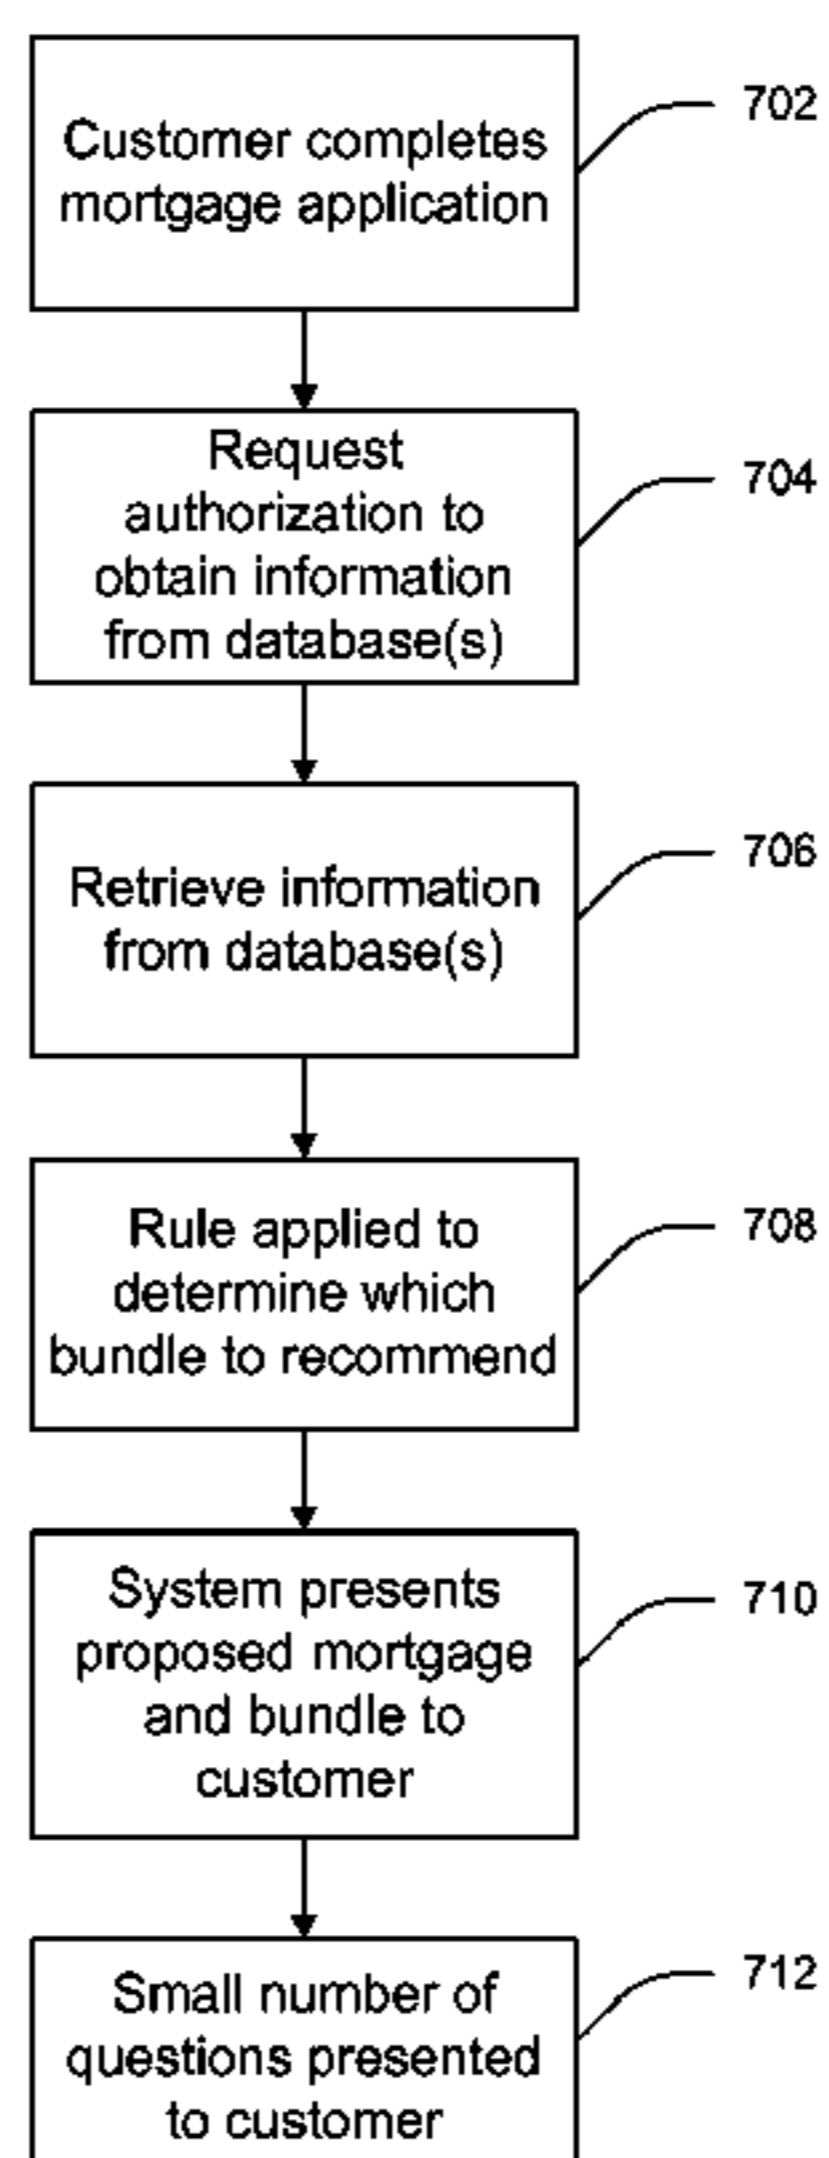 Customer completes
mortgage application
702
Request
authorization to
obtain information
from database(s)
704
Retrieve information
from database(s)
706
Rule applied to
determine which
bundle to recommend
708
System presents
proposed mortgage
and bundle to
customer
710
Small number of
questions presented
to customer
712